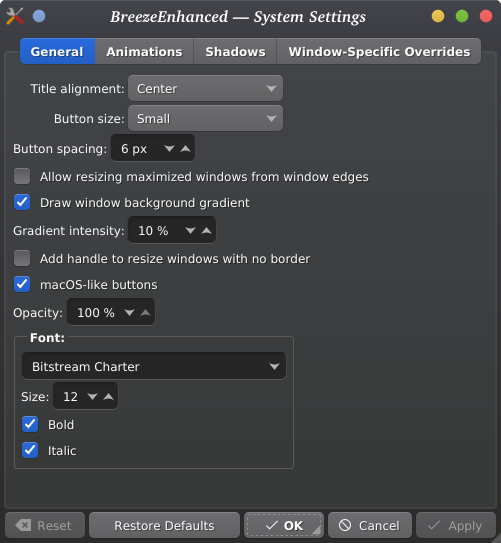 BreezeEnhanced — System Settings
General Animations Shadows Window-Specific Overrides
Title alignment: Center
Button size: Small
Button spacing: 6 px
Allow resizing maximized windows from window edges
Draw window background gradient
Gradient intensity: 10 %
Add handle to resize windows with no border
macOS-like buttons
Opacity: 100 %
Font:
Bitstream Charter
Size: 12
Bold
Italic
Reset Restore Defaults OK Cancel Apply